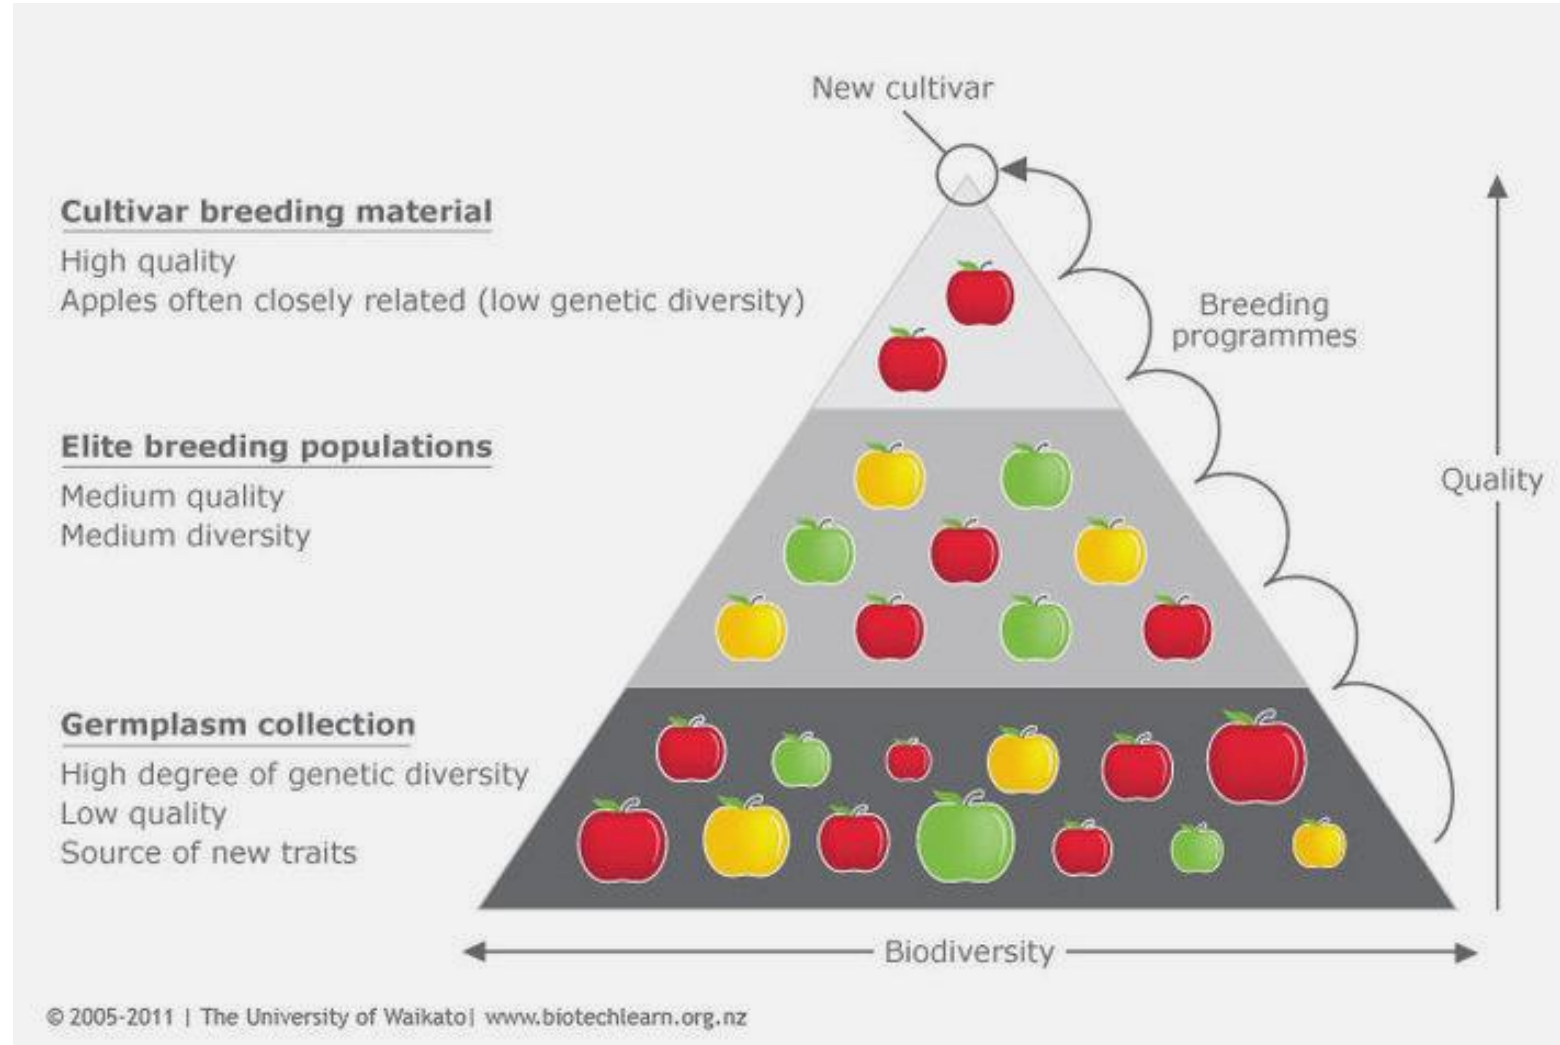 New cultivar
Cultivar breeding material
High quality
Apples often closely related (low genetic diversity)
Breeding
programmes
Elite breeding populations
Medium quality
Medium diversity
Quality
Germplasm collection
High degree of genetic diversity
Low quality
Source of new traits
Biodiversity
© 2005-2011 | The University of Waikato| www.biotechlearn.org.nz